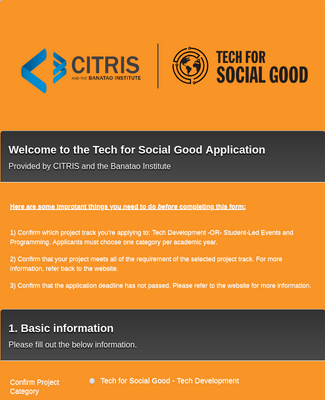 CITRIS
AND THE BANATAO INSTITUTE
TECH FOR
SOCIAL GOOD
Welcome to the Tech for Social Good Application
Provided by CITRIS and the Banatao Institute
Here are some improtant things you need to do before completing this form:
1) Confirm which project track you're applying to: Tech Development -OR- Student-Led Events and
Programming. Applicants must choose one category per academic year.
2) Confirm that your project meets all of the requirement of the selected project track. For more
information, refer back to the website.
3) Confirm that the application deadline has not passed. Please refer to the website for more information.
1. Basic information
Please fill out the below information.
Confirm Project
Category
Tech for Social Good - Tech Development